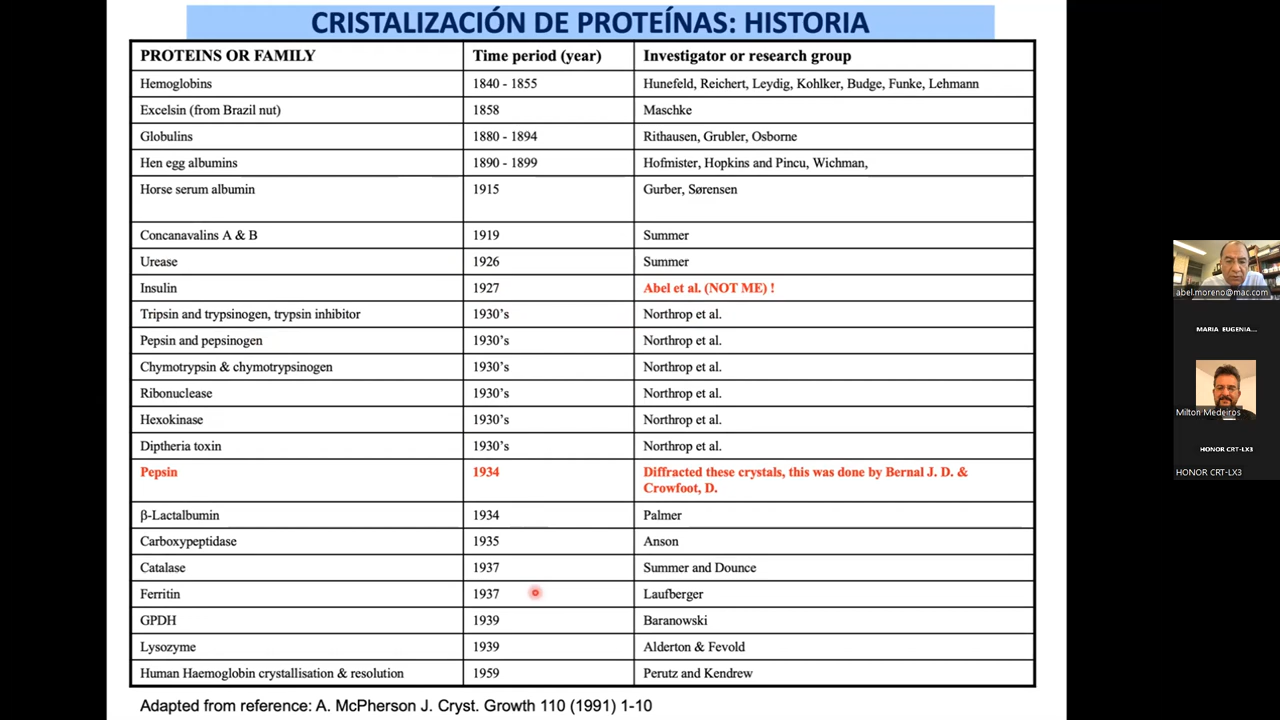 CRISTALIZACIÓN DE PROTEÍNAS: HISTORIA
PROTEINS OR FAMILY Time period (year) Investigator or research group
Hemoglobins 1840 - 1855 Hunefeld, Reichert, Leydig, Kohlker, Budge, Funke, Lehmann
Excelsin (from Brazil nut) 1858 Maschke
Globulins 1880 - 1894 Rithausen, Grubler, Osborne
Hen egg albumins 1890 - 1899 Hofmister, Hopkins and Pincu, Wichman,
Horse serum albumin 1915 Gurber, Sørensen
Concanavalins A & B 1919 Summer
Urease 1926 Summer
Insulin 1927 Abel et al. (NOT ME) !
Tripsin and trypsinogen, trypsin inhibitor 1930’s Northrop et al.
Pepsin and pepsinogen 1930’s Northrop et al.
Chymotrypsin & chymotrypsinogen 1930’s Northrop et al.
Ribonuclease 1930’s Northrop et al.
Hexokinase 1930’s Northrop et al.
Diptheria toxin 1930’s Northrop et al.
Pepsin 1934 Diffracted these crystals, this was done by Bernal J. D. &
Crowfoot, D.
β-Lactalbumin 1934 Palmer
Carboxypeptidase 1935 Anson
Catalase 1937 Summer and Dounce
Ferritin 1937 Laufberger
GPDH 1939 Baranowski
Lysozyme 1939 Alderton & Fevold
Human Haemoglobin crystallisation & resolution 1959 Perutz and Kendrew
Adapted from reference: A. McPherson J. Cryst. Growth 110 (1991) 1-10
abel.moreno@mac.com
MARIA EUGENIA...
Milton Medeiros
HONOR CRT-LX3
HONOR CRT-LX3